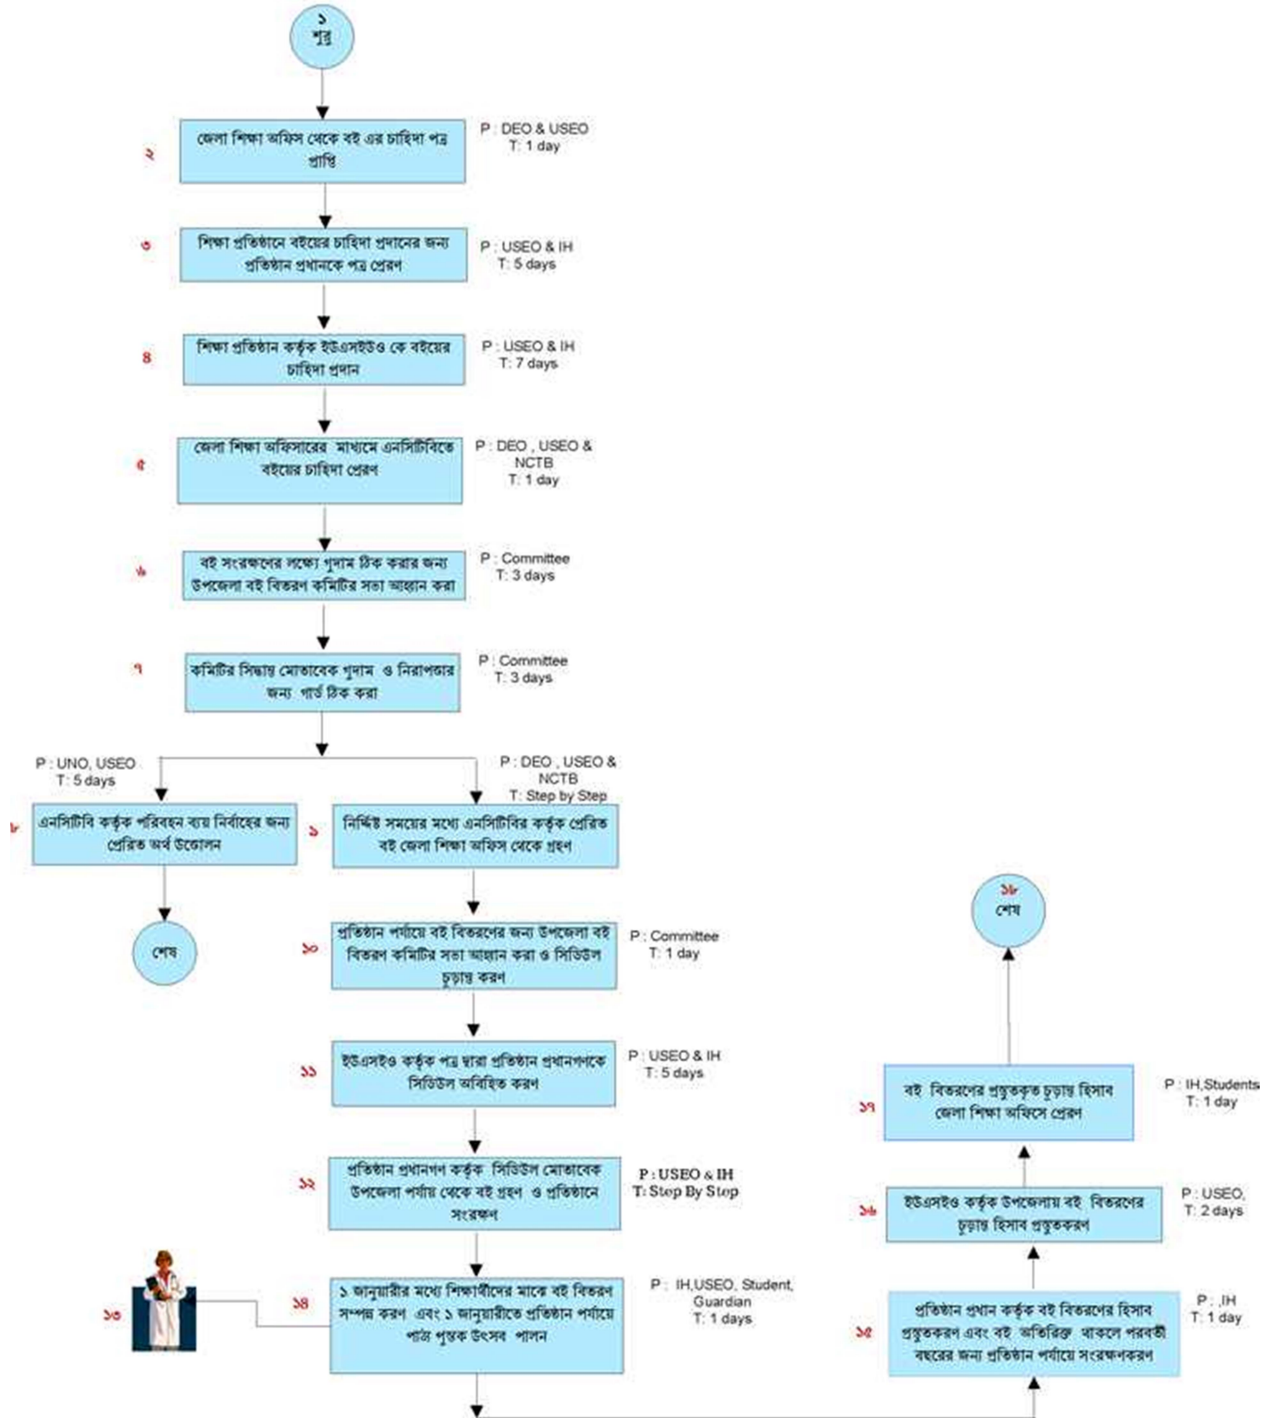 ১
শুরু
২
জেলা শিক্ষা অফিস থেকে বই এর চাহিদা পত্র
প্রাপ্তি
P : DEO & USEO
T: 1 day
৩
শিক্ষা প্রতিষ্ঠানে বইয়ের চাহিদা প্রদানের জন্য
প্রতিষ্ঠান প্রধানকে পত্র প্রেরণ
P : USEO & IH
T: 5 days
৪
শিক্ষা প্রতিষ্ঠান কর্তৃক ইউএসইউও কে বইয়ের
চাহিদা প্রদান
P : USEO & IH
T: 7 days
৫
জেলা শিক্ষা অফিসারের মাধ্যমে এনসিটিবিতে
বইয়ের চাহিদা প্রেরণ
P : DEO , USEO &
NCTB
T: 1 day
৬
বই সংরক্ষণের লক্ষ্যে গুদাম ঠিক করার জন্য
উপজেলা বই বিতরণ কমিটির সভা আহ্বান করা
P : Committee
T: 3 days
৭
কমিটির সিদ্ধান্ত মোতাবেক গুদাম ও নিরাপত্তার
জন্য গার্ড ঠিক করা
P : Committee
T: 3 days
P : UNO, USEO
T: 5 days
৮
এনসিটিবি কর্তৃক পরিবহন ব্যয় নির্বাহের জন্য
প্রেরিত অর্থ উত্তোলন
শেষ
P : DEO , USEO &
NCTB
T: Step by Step
৯
নির্দ্দিষ্ট সময়ের মধ্যে এনসিটিবির কর্তৃক প্রেরিত
বই জেলা শিক্ষা অফিস থেকে গ্রহণ
১০
প্রতিষ্ঠান পর্যায়ে বই বিতরণের জন্য উপজেলা বই
বিতরণ কমিটির সভা আহ্বান করা ও সিডিউল
চুড়ান্ত করণ
P : Committee
T: 1 day
১১
ইউএসইও কর্তৃক পত্র দ্বারা প্রতিষ্ঠান প্রধানগণকে
সিডিউল অবিহিত করণ
P : USEO & IH
T: 5 days
১২
প্রতিষ্ঠান প্রধানগণ কর্তৃক সিডিউল মোতাবেক
উপজেলা পর্যায় থেকে বই গ্রহণ ও প্রতিষ্ঠানে
সংরক্ষণ
P : USEO & IH
T: Step By Step
১৩
১৪
১ জানুয়ারীর মধ্যে শিক্ষার্থীদের মাঝে বই বিতরণ
সম্পন্ন করণ এবং ১ জানুয়ারীতে প্রতিষ্ঠান পর্যায়ে
পাঠ্য পুস্তক উৎসব পালন
P : IH,USEO, Student,
Guardian
T: 1 days
১৫
প্রতিষ্ঠান প্রধান কর্তৃক বই বিতরণের হিসাব
প্রস্তুতকরণ এবং বই অতিরিক্ত থাকলে পরবর্তী
বছরের জন্য প্রতিষ্ঠান পর্যায়ে সংরক্ষণকরণ
P : ,IH
T: 1 day
১৬
ইউএসইও কর্তৃক উপজেলায় বই বিতরণের
চুড়ান্ত হিসাব প্রস্তুতকরণ
P : USEO,
T: 2 days
১৭
বই বিতরণের প্রস্তুতকৃত চুড়ান্ত হিসাব
জেলা শিক্ষা অফিসে প্রেরণ
P : IH,Students
T: 1 day
১৮
শেষ